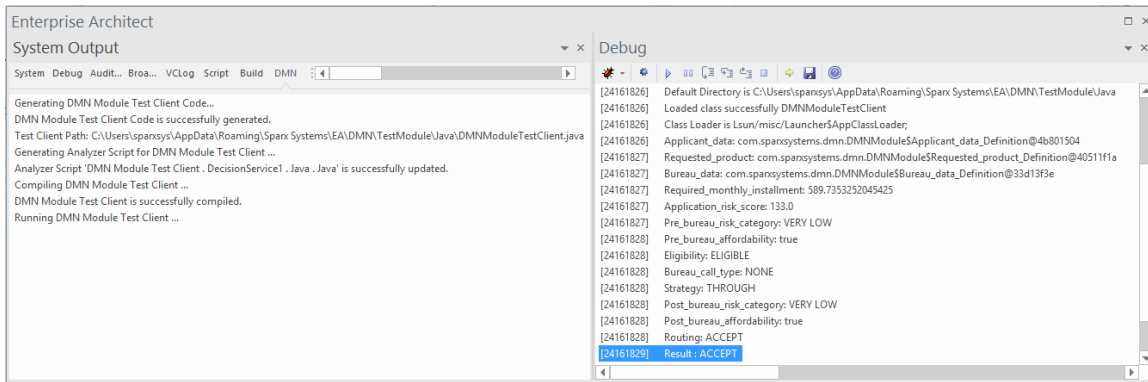 Enterprise Architect
System Output
System Debug Audit... Broa... VCLog Script Build DMN
Generating DMN Module Test Client Code...
DMN Module Test Client Code is successfully generated.
Test Client Path: C:\Users\sparxsys\AppData\Roaming\Sparx Systems\EA\DMN\TestModule\Java\DMNModuleTestClient.java
Generating Analyzer Script for DMN Module Test Client ...
Analyzer Script 'DMN Module Test Client . DecisionService1 . Java . Java' is successfully updated.
Compiling DMN Module Test Client ...
DMN Module Test Client is successfully compiled.
Running DMN Module Test Client ...
Debug
[24161826] Default Directory is C:\Users\sparxsys\AppData\Roaming\Sparx Systems\EA\DMN\TestModule\Java
[24161826] Loaded class successfully DMNModuleTestClient
[24161826] Class Loader is Lsun/misc/Launcher$AppClassLoader;
[24161826] Applicant_data: com.sparxsystems.dmn.DMNModule$Applicant_data_Definition@4b801504
[24161827] Requested_product: com.sparxsystems.dmn.DMNModule$Requested_product_Definition@40511f1a
[24161827] Bureau_data: com.sparxsystems.dmn.DMNModule$Bureau_data_Definition@33d13f3e
[24161827] Required_monthly_installment: 589.7353252045425
[24161827] Application_risk_score: 133.0
[24161827] Pre_bureau_risk_category: VERY LOW
[24161828] Pre_bureau_affordability: true
[24161828] Eligibility: ELIGIBLE
[24161828] Bureau_call_type: NONE
[24161828] Strategy: THROUGH
[24161828] Post_bureau_risk_category: VERY LOW
[24161828] Post_bureau_affordability: true
[24161828] Routing: ACCEPT
[24161829] Result : ACCEPT